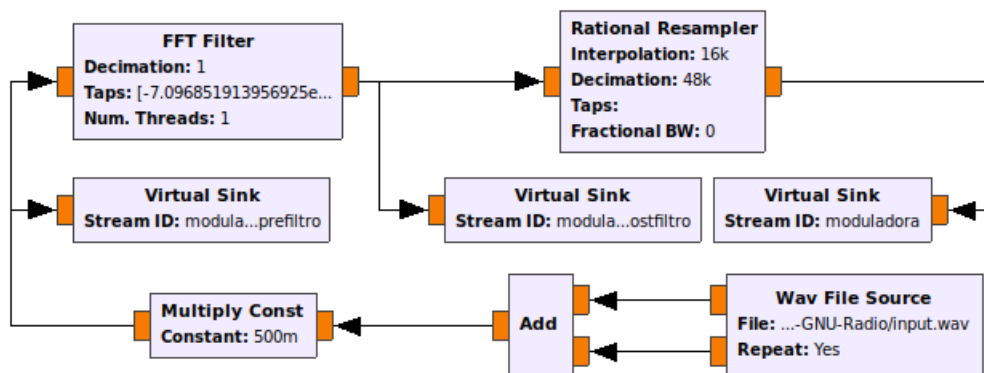 FFT Filter
Decimation: 1
Taps: [-7.096851913956925e...
Num. Threads: 1
Rational Resampler
Interpolation: 16k
Decimation: 48k
Taps:
Fractional BW: 0
Virtual Sink
Stream ID: modula...prefiltro
Virtual Sink
Stream ID: modula...ostfiltro
Virtual Sink
Stream ID: moduladora
Multiply Const
Constant: 500m
Add
Wav File Source
File: ...-GNU-Radio/input.wav
Repeat: Yes